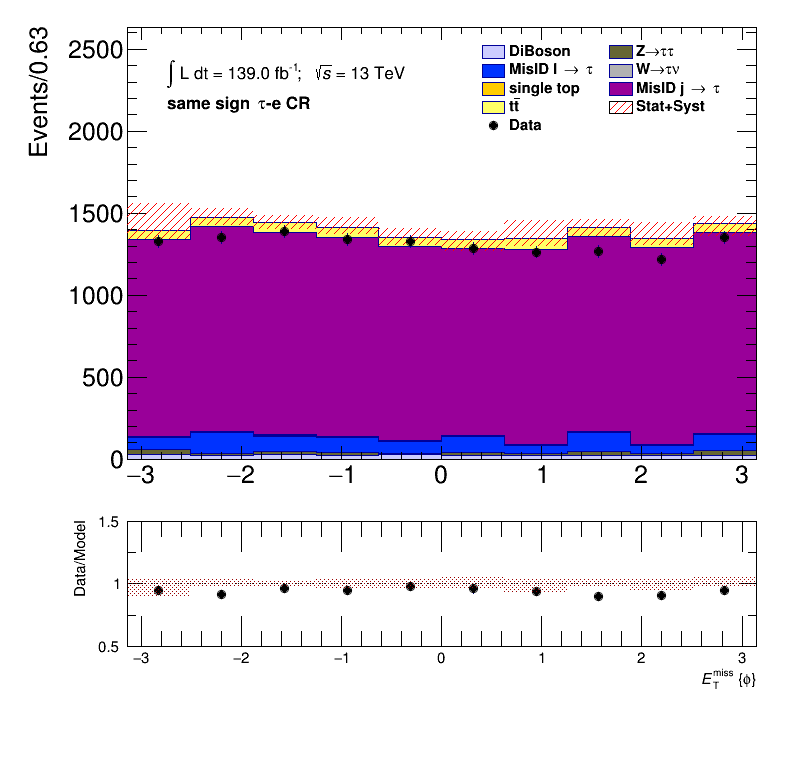 Events/0.63
2500
2000
1500
1000
500
0
∫ L dt = 139.0 fb⁻¹; √s = 13 TeV
same sign τ-e CR
DiBoson
Z→ττ
MisID l → τ
W→τν
single top
MisID j → τ
tt̄
Stat+Syst
Data
−3 −2 −1 0 1 2 3
Data/Model
1.5
1
0.5
−3 −2 −1 0 1 2 3
E_T^miss {ϕ}